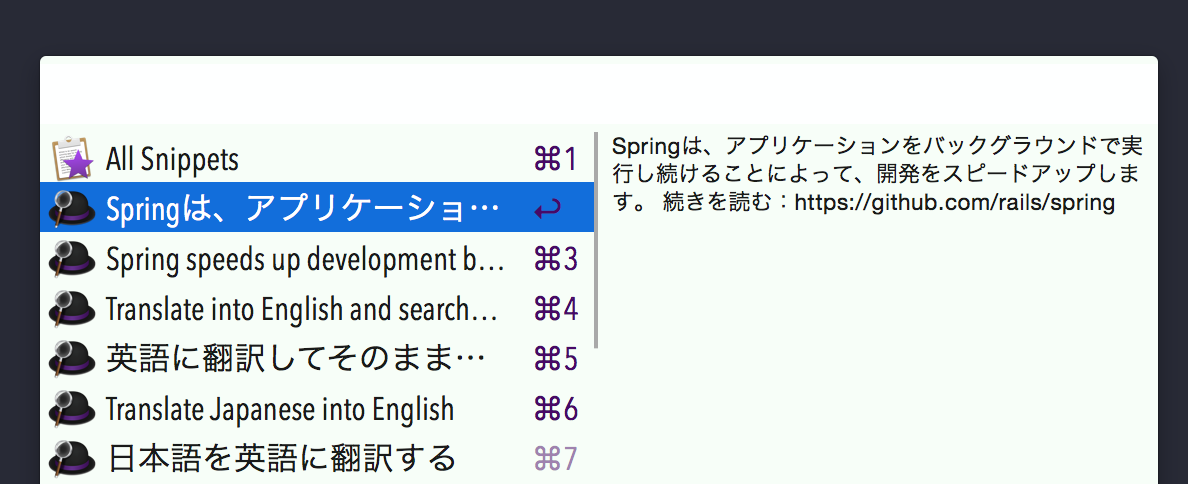 All Snippets ⌘1
Springは、アプリケーショ… ↩
Spring speeds up development b… ⌘3
Translate into English and search… ⌘4
英語に翻訳してそのまま… ⌘5
Translate Japanese into English ⌘6
日本語を英語に翻訳する ⌘7
Springは、アプリケーションをバックグラウンドで実
行し続けることによって、開発をスピードアップしま
す。 続きを読む：https://github.com/rails/spring